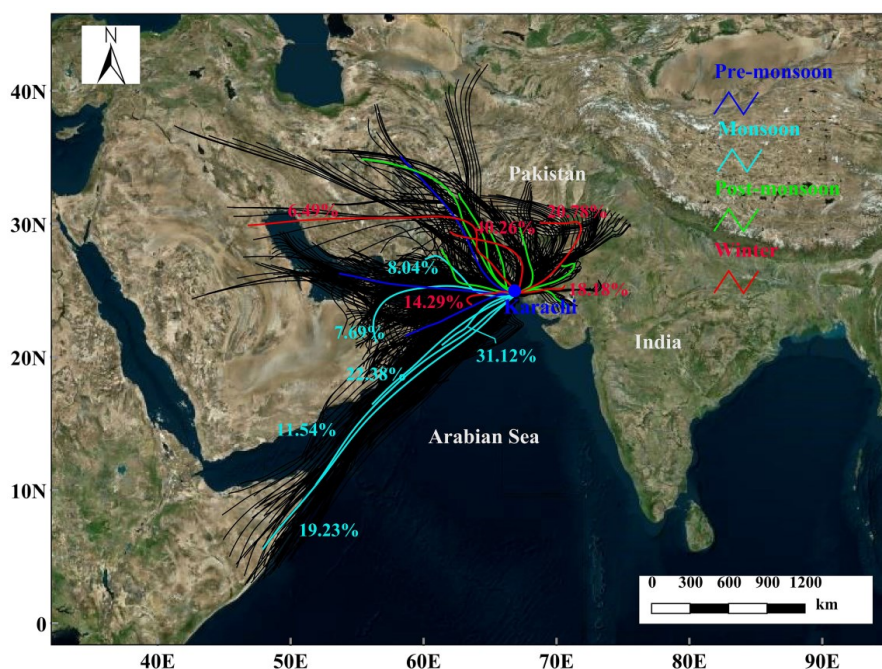 N
Pre-monsoon
40N
Monsoon
Pakistan
Post-monsoon
6.49%
20.78%
30N
40.26%
Winter
8.04%
14.29%
18.18%
Karachi
7.69%
20N
31.12%
India
22.38%
11.54%
Arabian Sea
10N
19.23%
0 300 600 900 1200
km
0
40E 50E 60E 70E 80E 90E